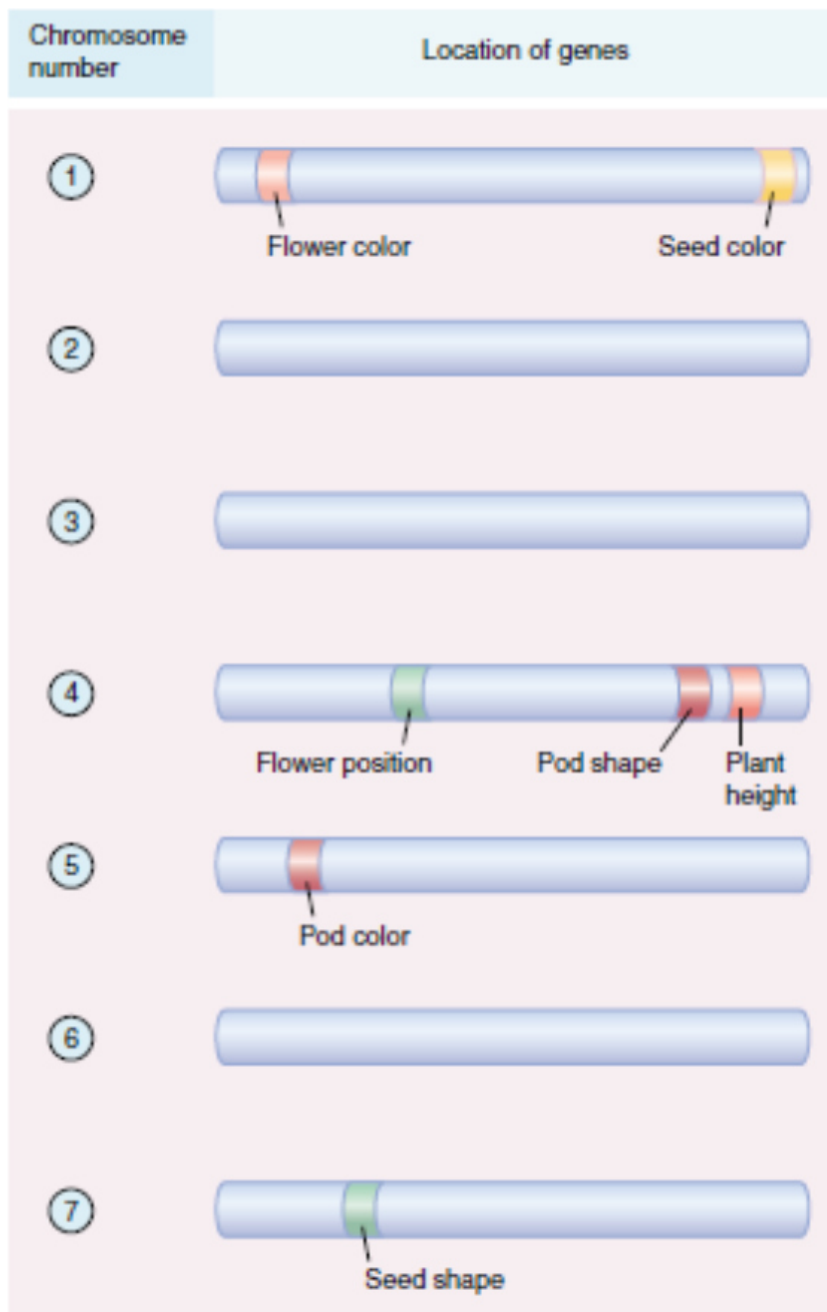 Chromosome
number
Location of genes
1
Flower color
Seed color
2
3
4
Flower position
Pod shape
Plant
height
5
Pod color
6
7
Seed shape